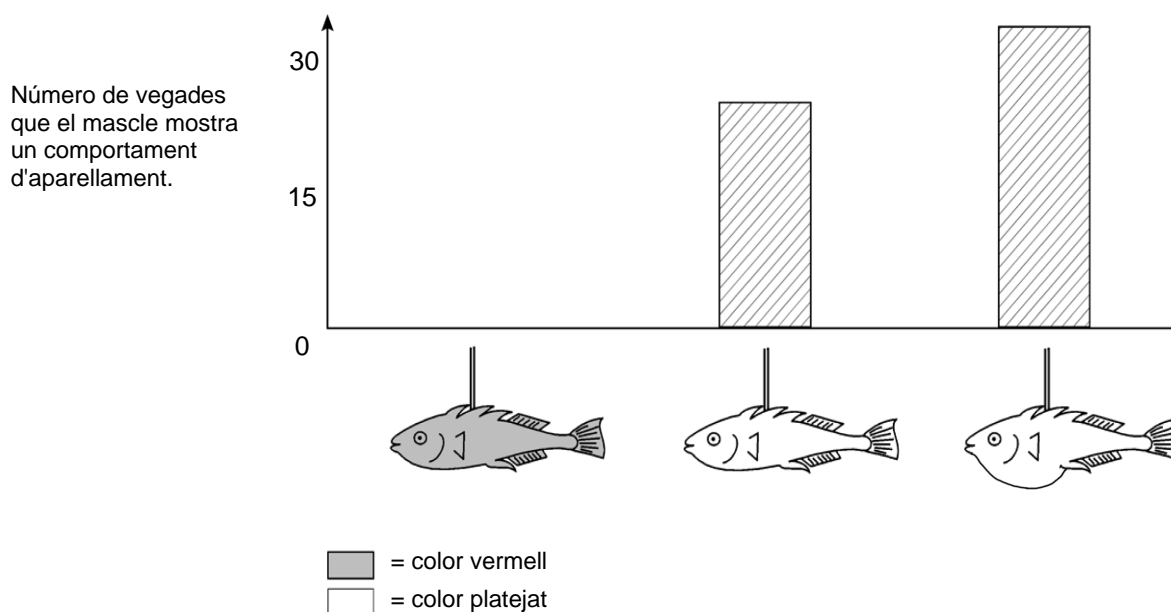 30
Número de vegades
que el mascle mostra
un comportament
d'aparellament.
15
0
= color vermell
= color platejat